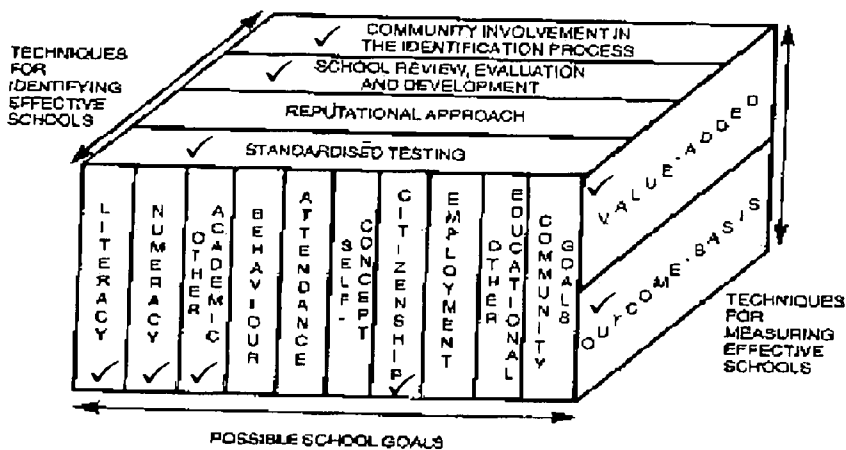 COMMUNITY INVOLVEMENT IN
THE IDENTIFICATION PROCESS
TECHNIQUES
FOR
IDENTIFYING
EFFECTIVE
SCHOOLS
SCHOOL REVIEW, EVALUATION
AND DEVELOPMENT
REPUTATIONAL APPROACH
STANDARDISED TESTING
LITERACY
NUMERACY
OTHER
ACADEMIC
BEHAVIOUR
ATTENDANCE
SELF-
CONCEPT
CITIZENSHIP
EMPLOYMENT
OTHER
EDUCATIONAL
COMMUNITY
GOALS
VALUE-ADDED
OUTCOME-BASIS
TECHNIQUES
FOR
MEASURING
EFFECTIVE
SCHOOLS
POSSIBLE SCHOOL GOALS